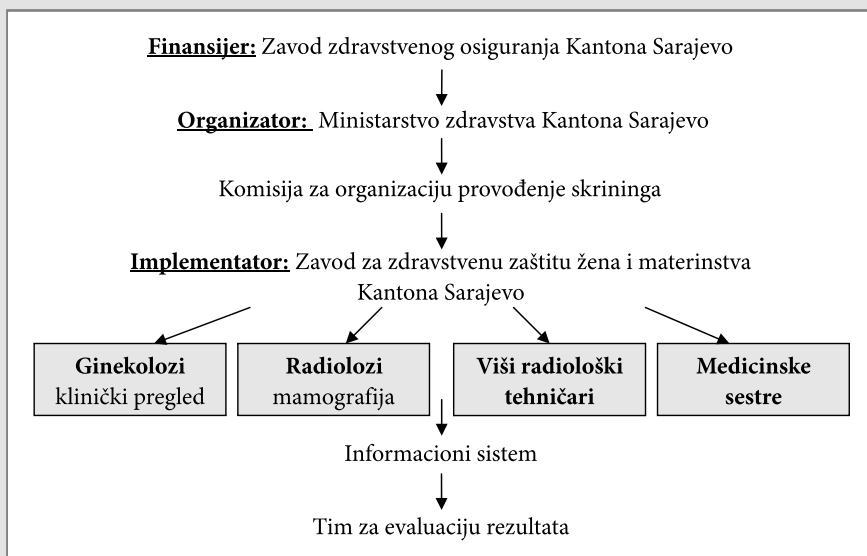 Finansijer: Zavod zdravstvenog osiguranja Kantona Sarajevo
Organizator: Ministarstvo zdravstva Kantona Sarajevo
Komisija za organizaciju provođenje skrininga
Implementator: Zavod za zdravstvenu zaštitu žena i materinstva
Kantona Sarajevo
Ginekolozi
klinički pregled
Radiolozi
mamografija
Viši radiološki
tehničari
Medicinske
sestre
Informacioni sistem
Tim za evaluaciju rezultata